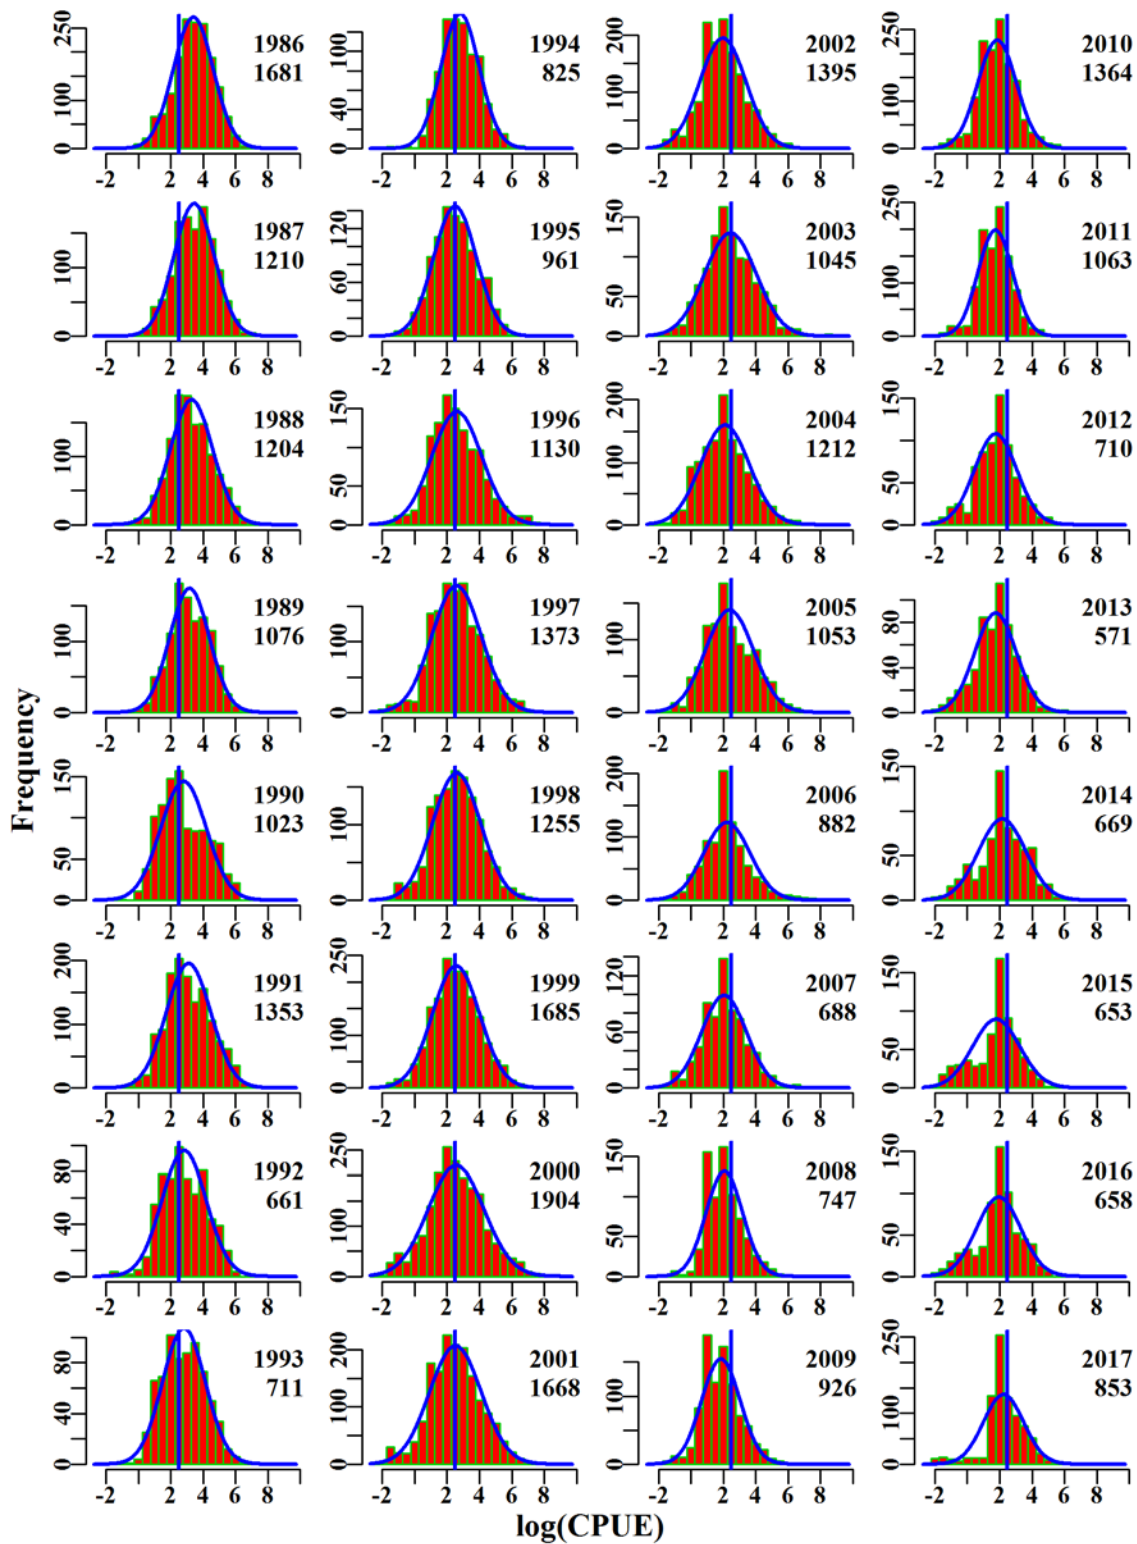 Frequency
0 100 250
1986
1681
-2 2 4 6 8
0 100
1987
1210
-2 2 4 6 8
0 100
1988
1204
-2 2 4 6 8
0 100
1989
1076
-2 2 4 6 8
0 50 150
1990
1023
-2 2 4 6 8
0 100 200
1991
1353
-2 2 4 6 8
0 40 80
1992
661
-2 2 4 6 8
0 40 80
1993
711
-2 2 4 6 8
0 40 100
1994
825
-2 2 4 6 8
0 60 120
1995
961
-2 2 4 6 8
0 50 150
1996
1130
-2 2 4 6 8
0 100
1997
1373
-2 2 4 6 8
0 100
1998
1255
-2 2 4 6 8
0 100 250
1999
1685
-2 2 4 6 8
0 100 250
2000
1904
-2 2 4 6 8
0 100 200
2001
1668
-2 2 4 6 8
0 100 200
2002
1395
-2 2 4 6 8
0 50 150
2003
1045
-2 2 4 6 8
0 100 200
2004
1212
-2 2 4 6 8
0 100
2005
1053
-2 2 4 6 8
0 100 200
2006
882
-2 2 4 6 8
0 60 120
2007
688
-2 2 4 6 8
0 50 150
2008
747
-2 2 4 6 8
0 100
2009
926
-2 2 4 6 8
0 100 250
2010
1364
-2 2 4 6 8
0 100 250
2011
1063
-2 2 4 6 8
0 50 150
2012
710
-2 2 4 6 8
0 40 80
2013
571
-2 2 4 6 8
0 50 150
2014
669
-2 2 4 6 8
0 50 150
2015
653
-2 2 4 6 8
0 50 150
2016
658
-2 2 4 6 8
0 100 250
2017
853
-2 2 4 6 8
log(CPUE)